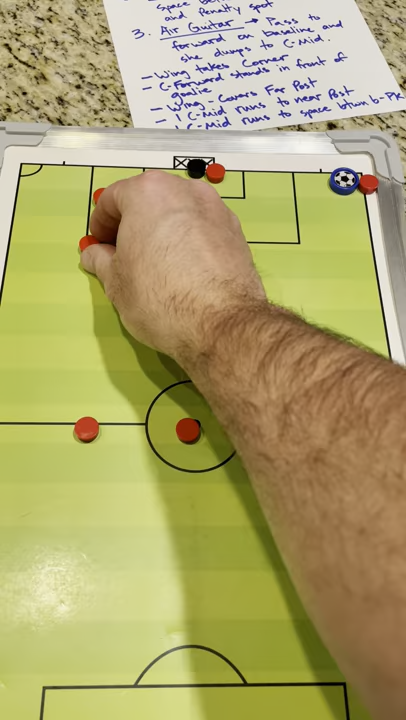 space be
and penalty spot
3. Air Guitar → Pass to
forward on baseline and
she dumps to C-Mid.
- Wing takes Corner
- C-Forward stands in front of
goalie
- Wing - Covers Far Post
- 1 C-Mid runs to near Post
- 1 C-Mid runs to space btwn 6-PK